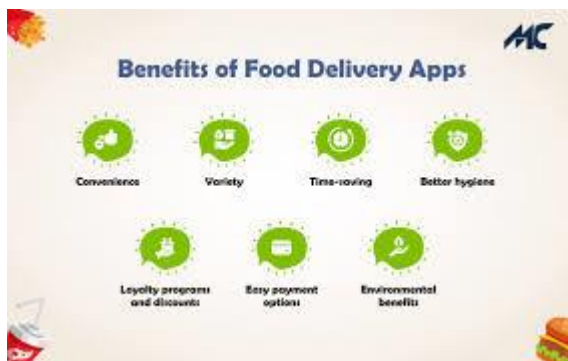 MC
Benefits of Food Delivery Apps
Convenience
Variety
Time-saving
Better hygiene
Loyalty programs
and discounts
Easy payment
options
Environmental
benefits